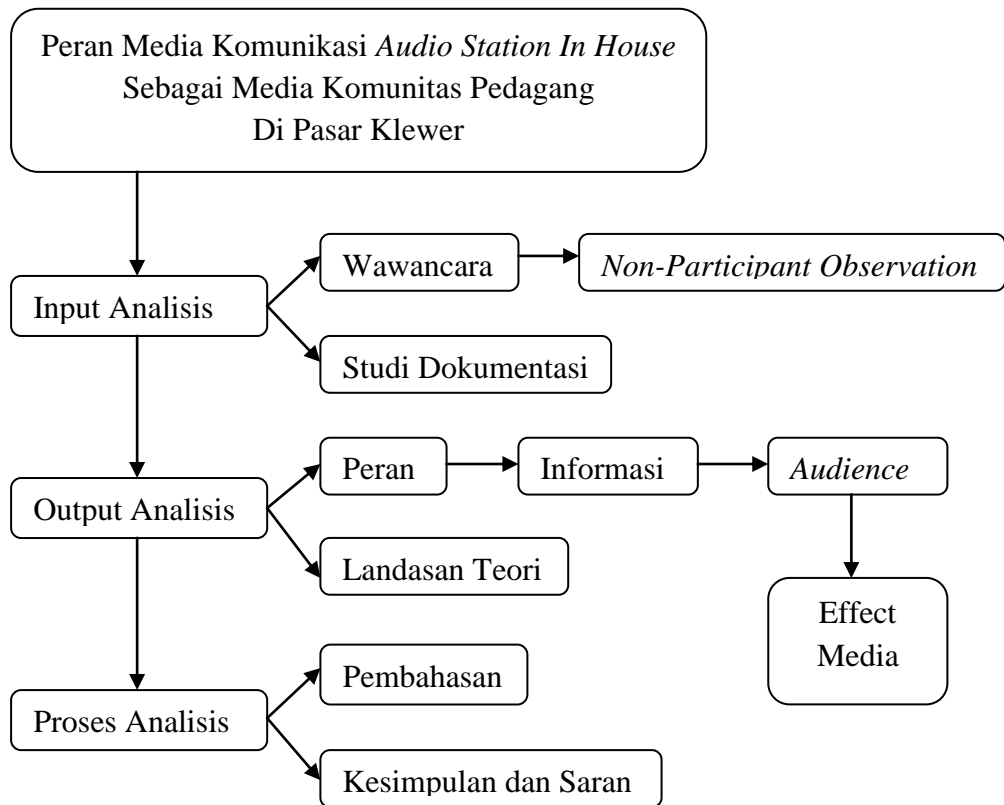 Peran Media Komunikasi Audio Station In House
Sebagai Media Komunitas Pedagang
Di Pasar Klewer
Wawancara
Non-Participant Observation
Input Analisis
Studi Dokumentasi
Peran
Informasi
Audience
Output Analisis
Landasan Teori
Effect
Media
Pembahasan
Proses Analisis
Kesimpulan dan Saran